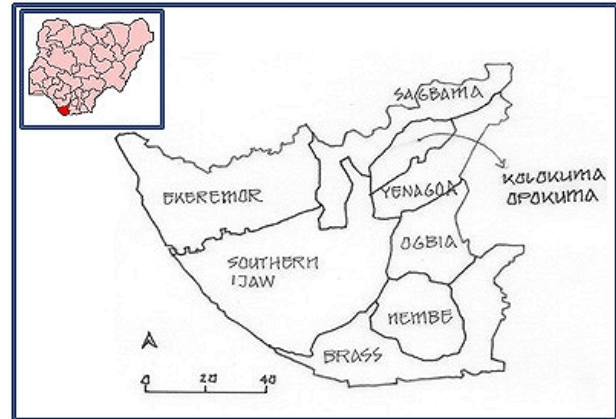 SAGBAMA
KOLOKUMA
OPOKUMA
EKEREMOR
YENAGOA
OGBIA
SOUTHERN
IJAW
NEMBE
BRASS
0 20 40